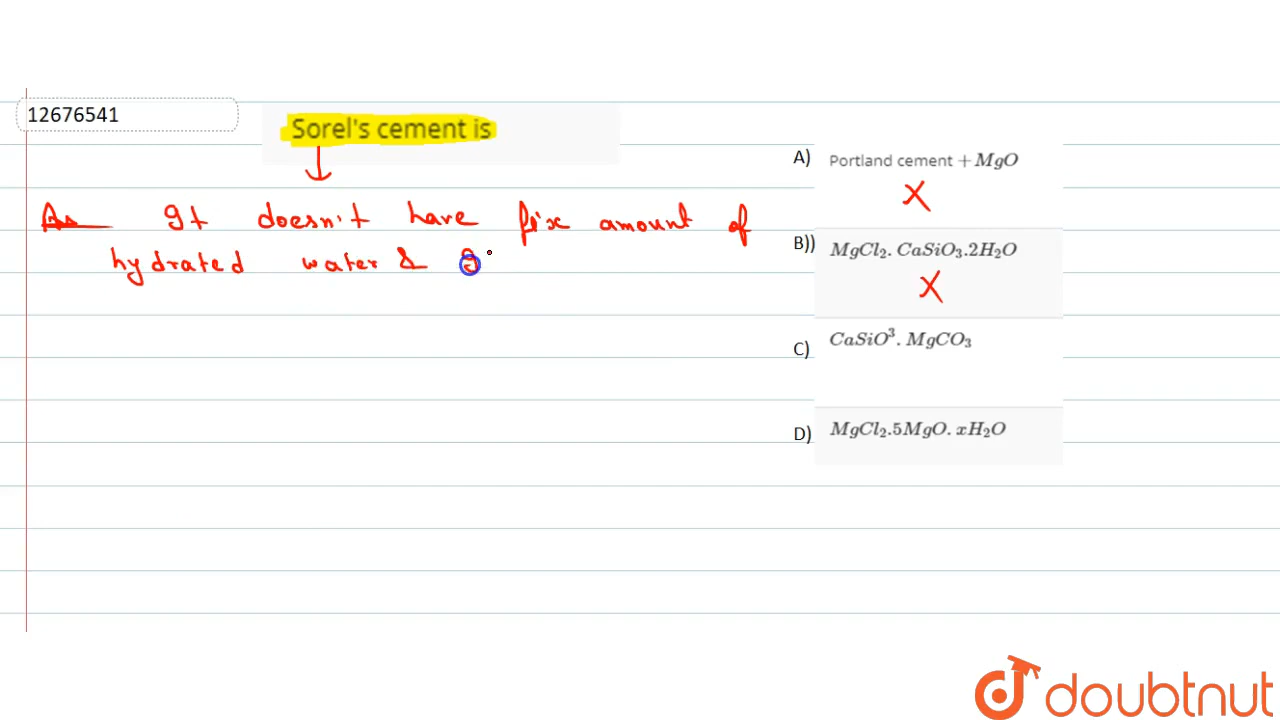 12676541
Sorel's cement is
It doesn't have fix amount of
hydrated water &
A) Portland cement + MgO
X
B)) MgCl₂. CaSiO₃.2H₂O
X
C) CaSiO³. MgCO₃
D) MgCl₂.5MgO. xH₂O
doubtnut